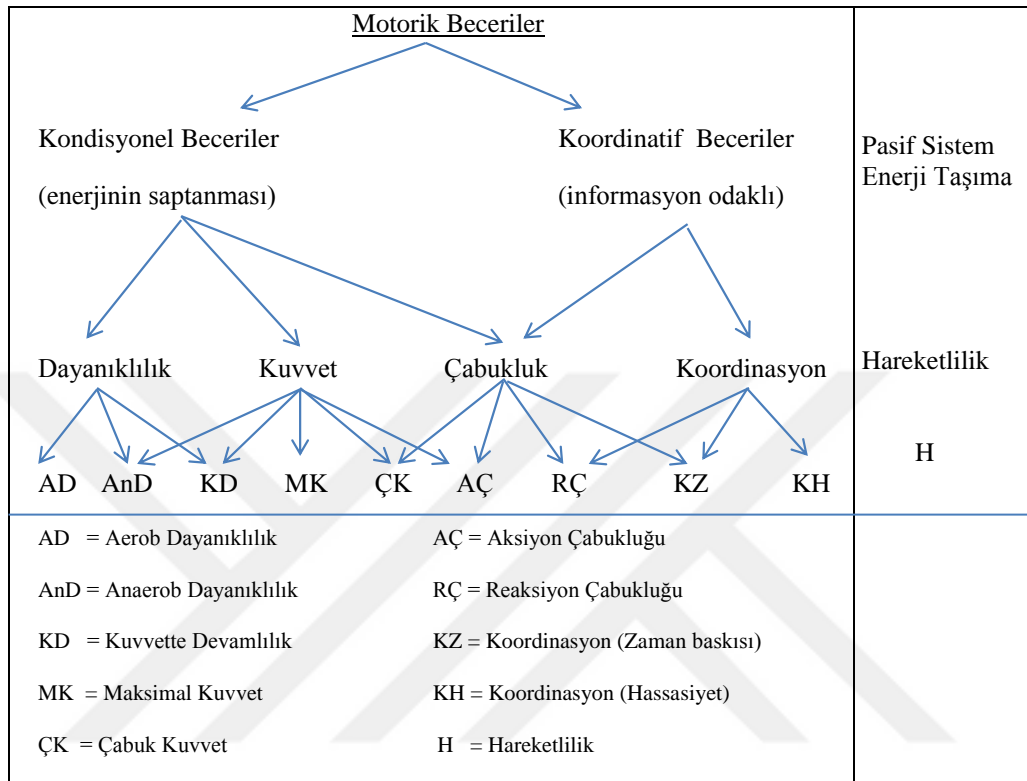 Motorik Beceriler
Kondisyonel Beceriler
(enerjinin saptanması)
Koordinatif Beceriler
(informasyon odaklı)
Pasif Sistem
Enerji Taşıma
Dayanıklılık Kuvvet Çabukluk Koordinasyon
Hareketlilik
H
AD AnD KD MK ÇK AÇ RÇ KZ KH
AD = Aerob Dayanıklılık
AnD = Anaerob Dayanıklılık
KD = Kuvvette Devamlılık
MK = Maksimal Kuvvet
ÇK = Çabuk Kuvvet
AÇ = Aksiyon Çabukluğu
RÇ = Reaksiyon Çabukluğu
KZ = Koordinasyon (Zaman baskısı)
KH = Koordinasyon (Hassasiyet)
H = Hareketlilik